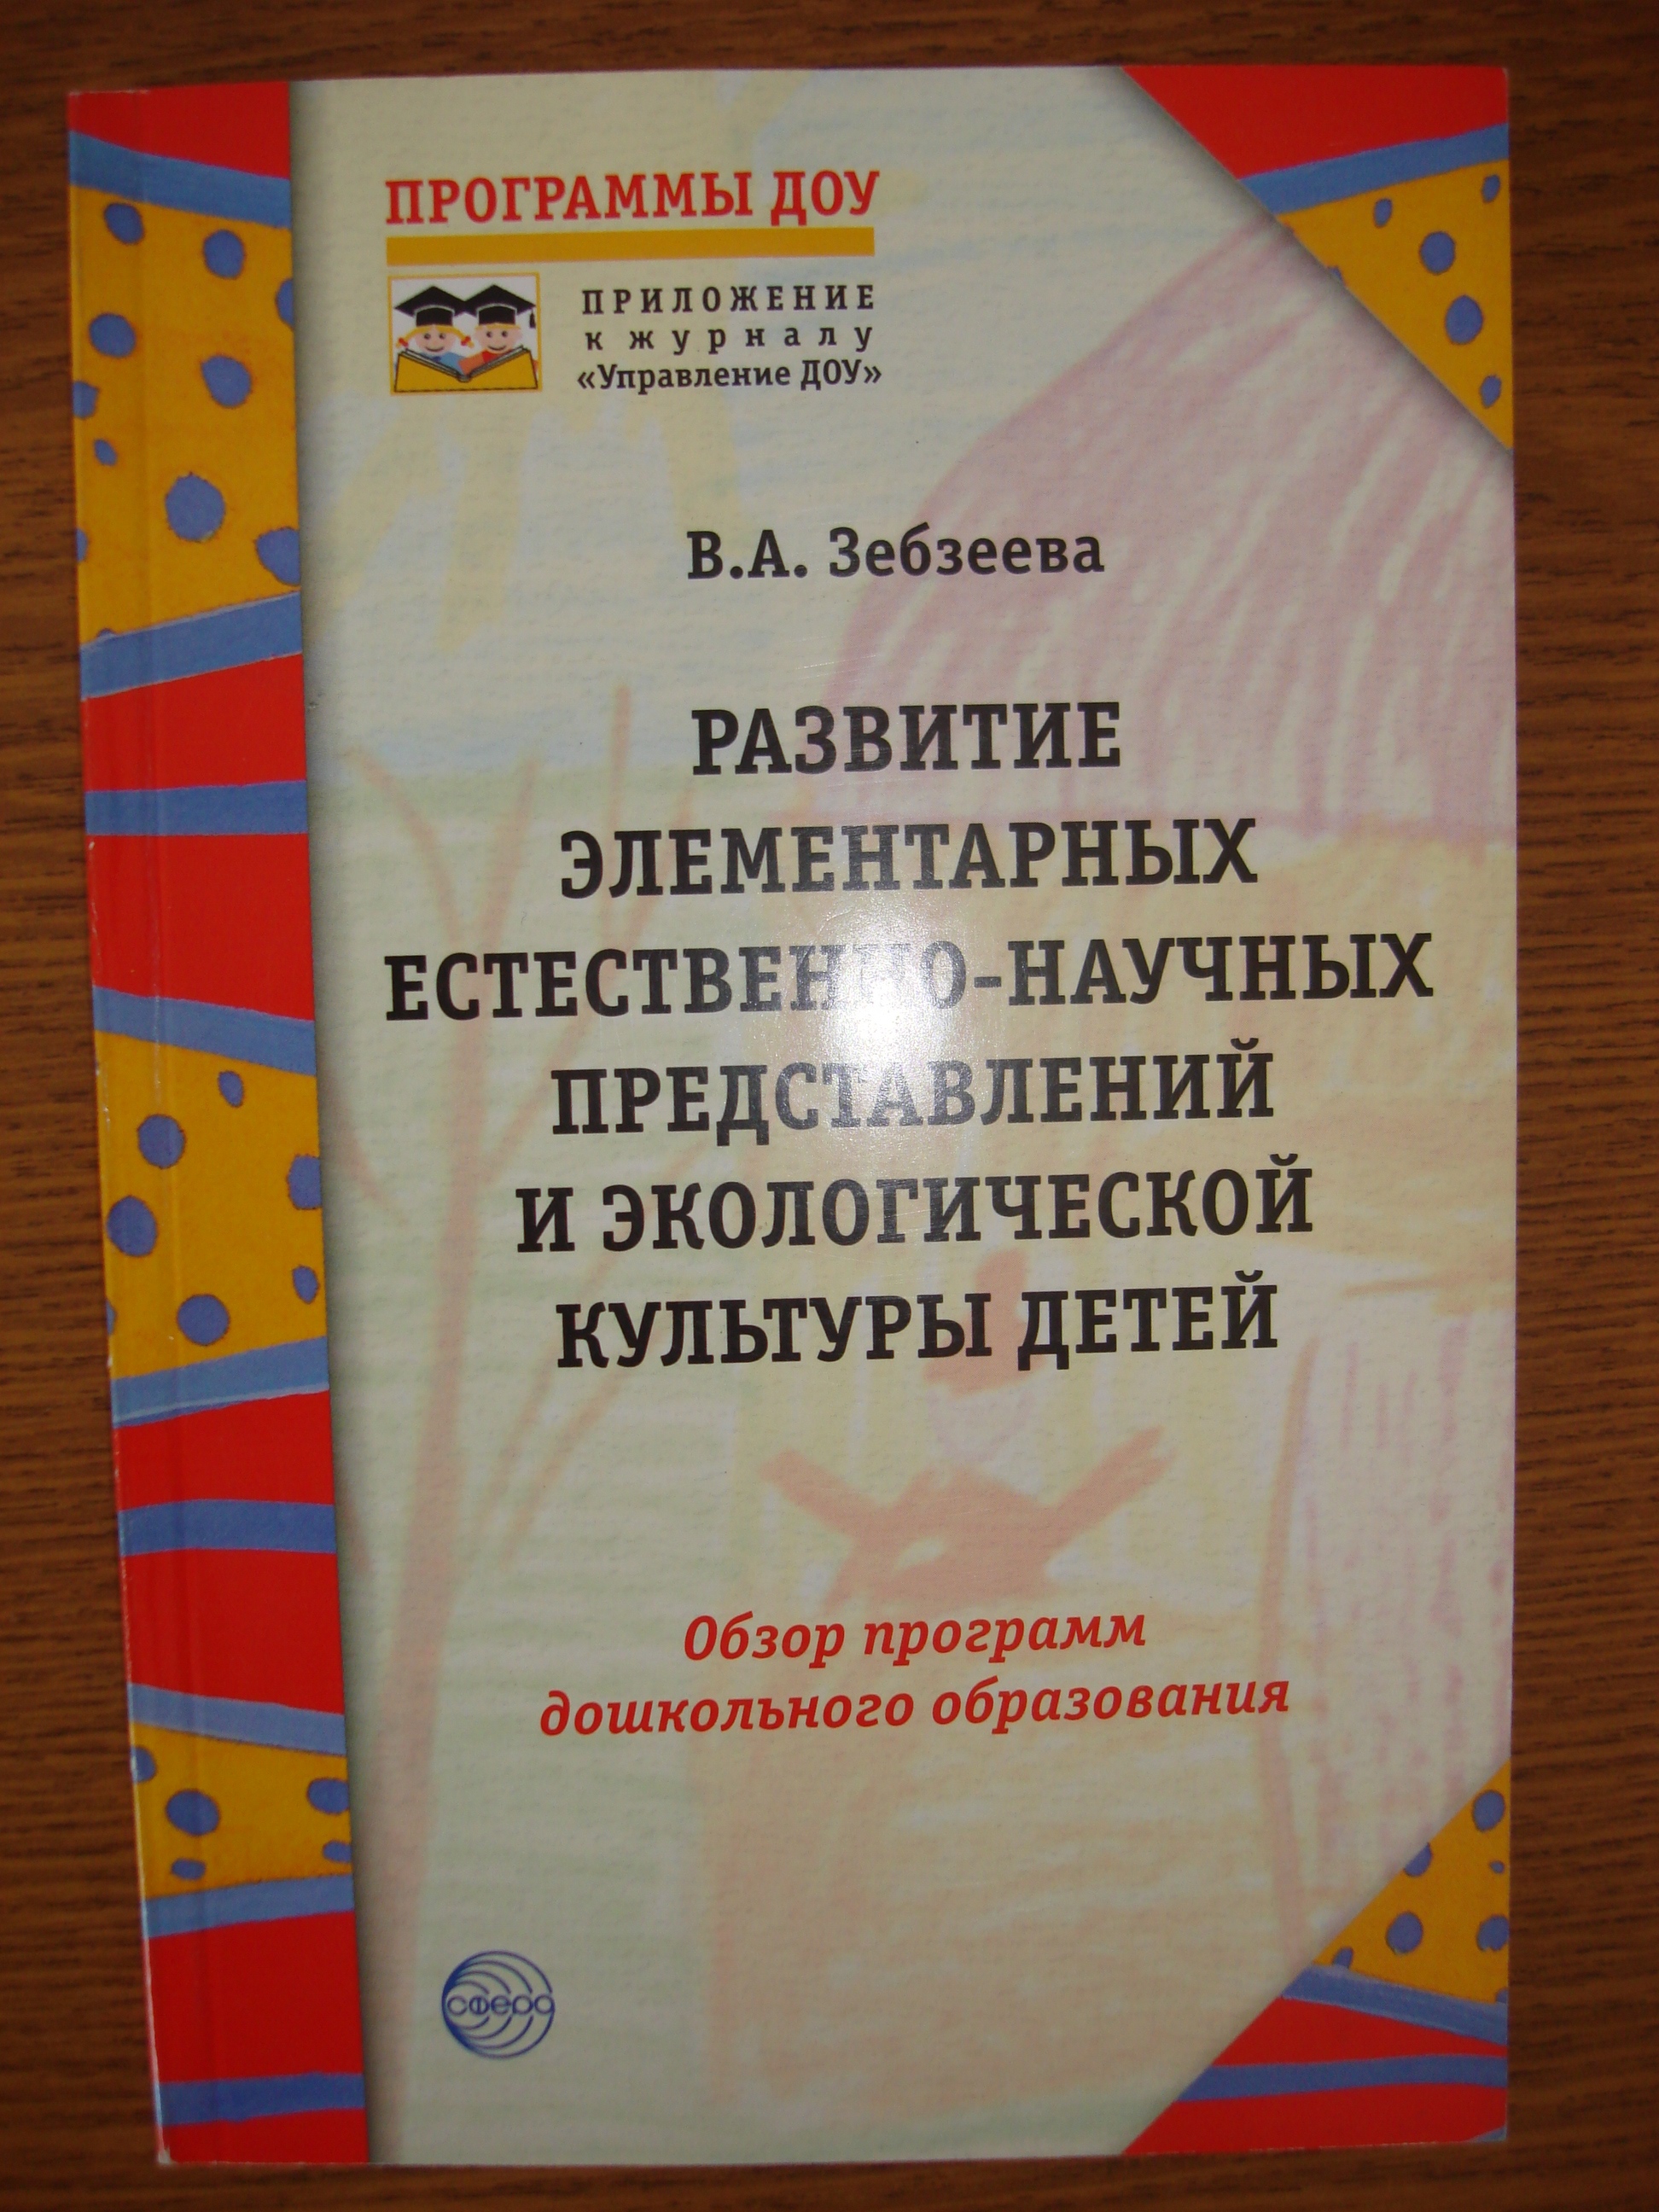 ПРОГРАММЫ ДОУ
ПРИЛОЖЕНИЕ
к журналу
«Управление ДОУ»
В.А. Зебзеева
РАЗВИТИЕ
ЭЛЕМЕНТАРНЫХ
ЕСТЕСТВЕННО-НАУЧНЫХ
ПРЕДСТАВЛЕНИЙ
И ЭКОЛОГИЧЕСКОЙ
КУЛЬТУРЫ ДЕТЕЙ
Обзор программ
дошкольного образования
сфера